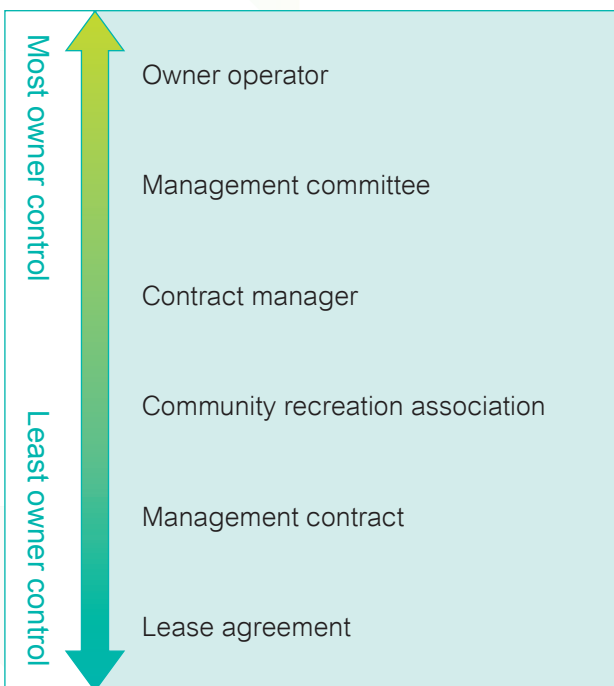 Most owner control
Owner operator
Management committee
Contract manager
Least owner control
Community recreation association
Management contract
Lease agreement